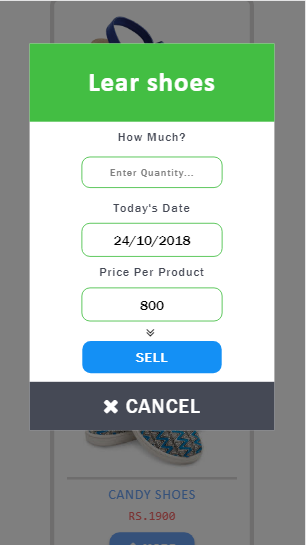 Lear shoes
How Much?
Enter Quantity...
Today's Date
24/10/2018
Price Per Product
800
SELL
✖ CANCEL
CANDY SHOES
RS.1900